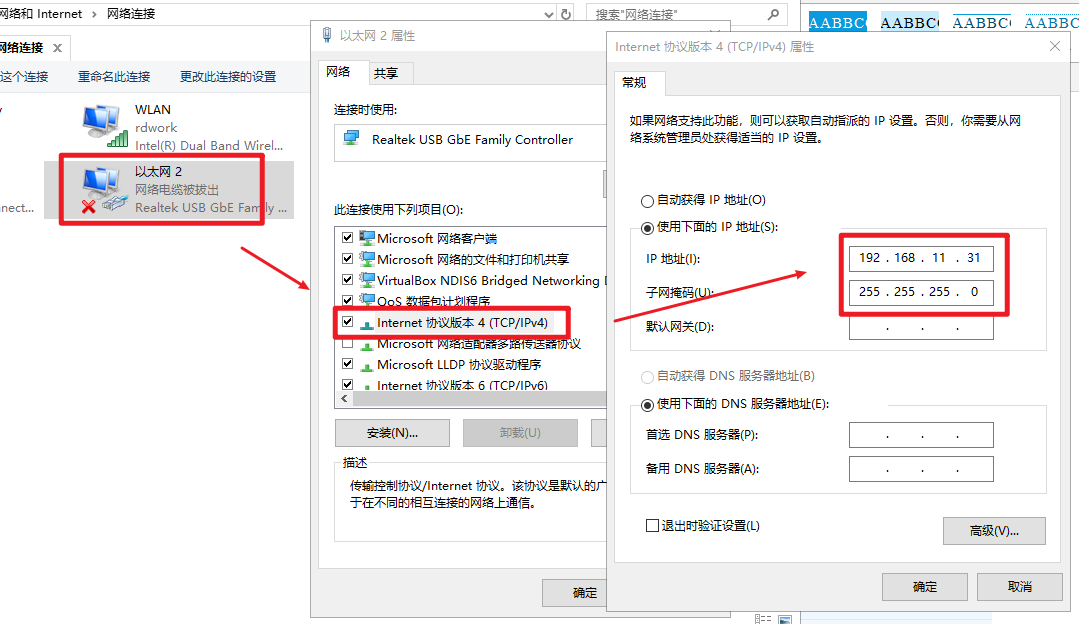 网络和 Internet › 网络连接
搜索"网络连接"
AABBC AABBC AABBC AABBC
网络连接 x
这个连接 重命名此连接 更改此连接的设置
WLAN
rdwork
Intel(R) Dual Band Wirel...
以太网 2
网络电缆被拔出
Realtek USB GbE Family ...
nect...
以太网 2 属性
网络 共享
连接时使用:
Realtek USB GbE Family Controller
此连接使用下列项目(O):
Microsoft 网络客户端
Microsoft 网络的文件和打印机共享
VirtualBox NDIS6 Bridged Networking
QoS 数据包计划程序
Internet 协议版本 4 (TCP/IPv4)
Microsoft 网络适配器多路传送器协议
Microsoft LLDP 协议驱动程序
Internet 协议版本 6 (TCP/IPv6)
安装(N)... 卸载(U)
描述
传输控制协议/Internet 协议。该协议是默认的广
于在不同的相互连接的网络上通信。
确定
Internet 协议版本 4 (TCP/IPv4) 属性
常规
如果网络支持此功能，则可以获取自动指派的 IP 设置。否则，你需要从网
络系统管理员处获得适当的 IP 设置。
自动获得 IP 地址(O)
使用下面的 IP 地址(S):
IP 地址(I): 192 . 168 . 11 . 31
子网掩码(U): 255 . 255 . 255 . 0
默认网关(D): . . .
自动获得 DNS 服务器地址(B)
使用下面的 DNS 服务器地址(E):
首选 DNS 服务器(P): . . .
备用 DNS 服务器(A): . . .
退出时验证设置(L)
高级(V)...
确定 取消